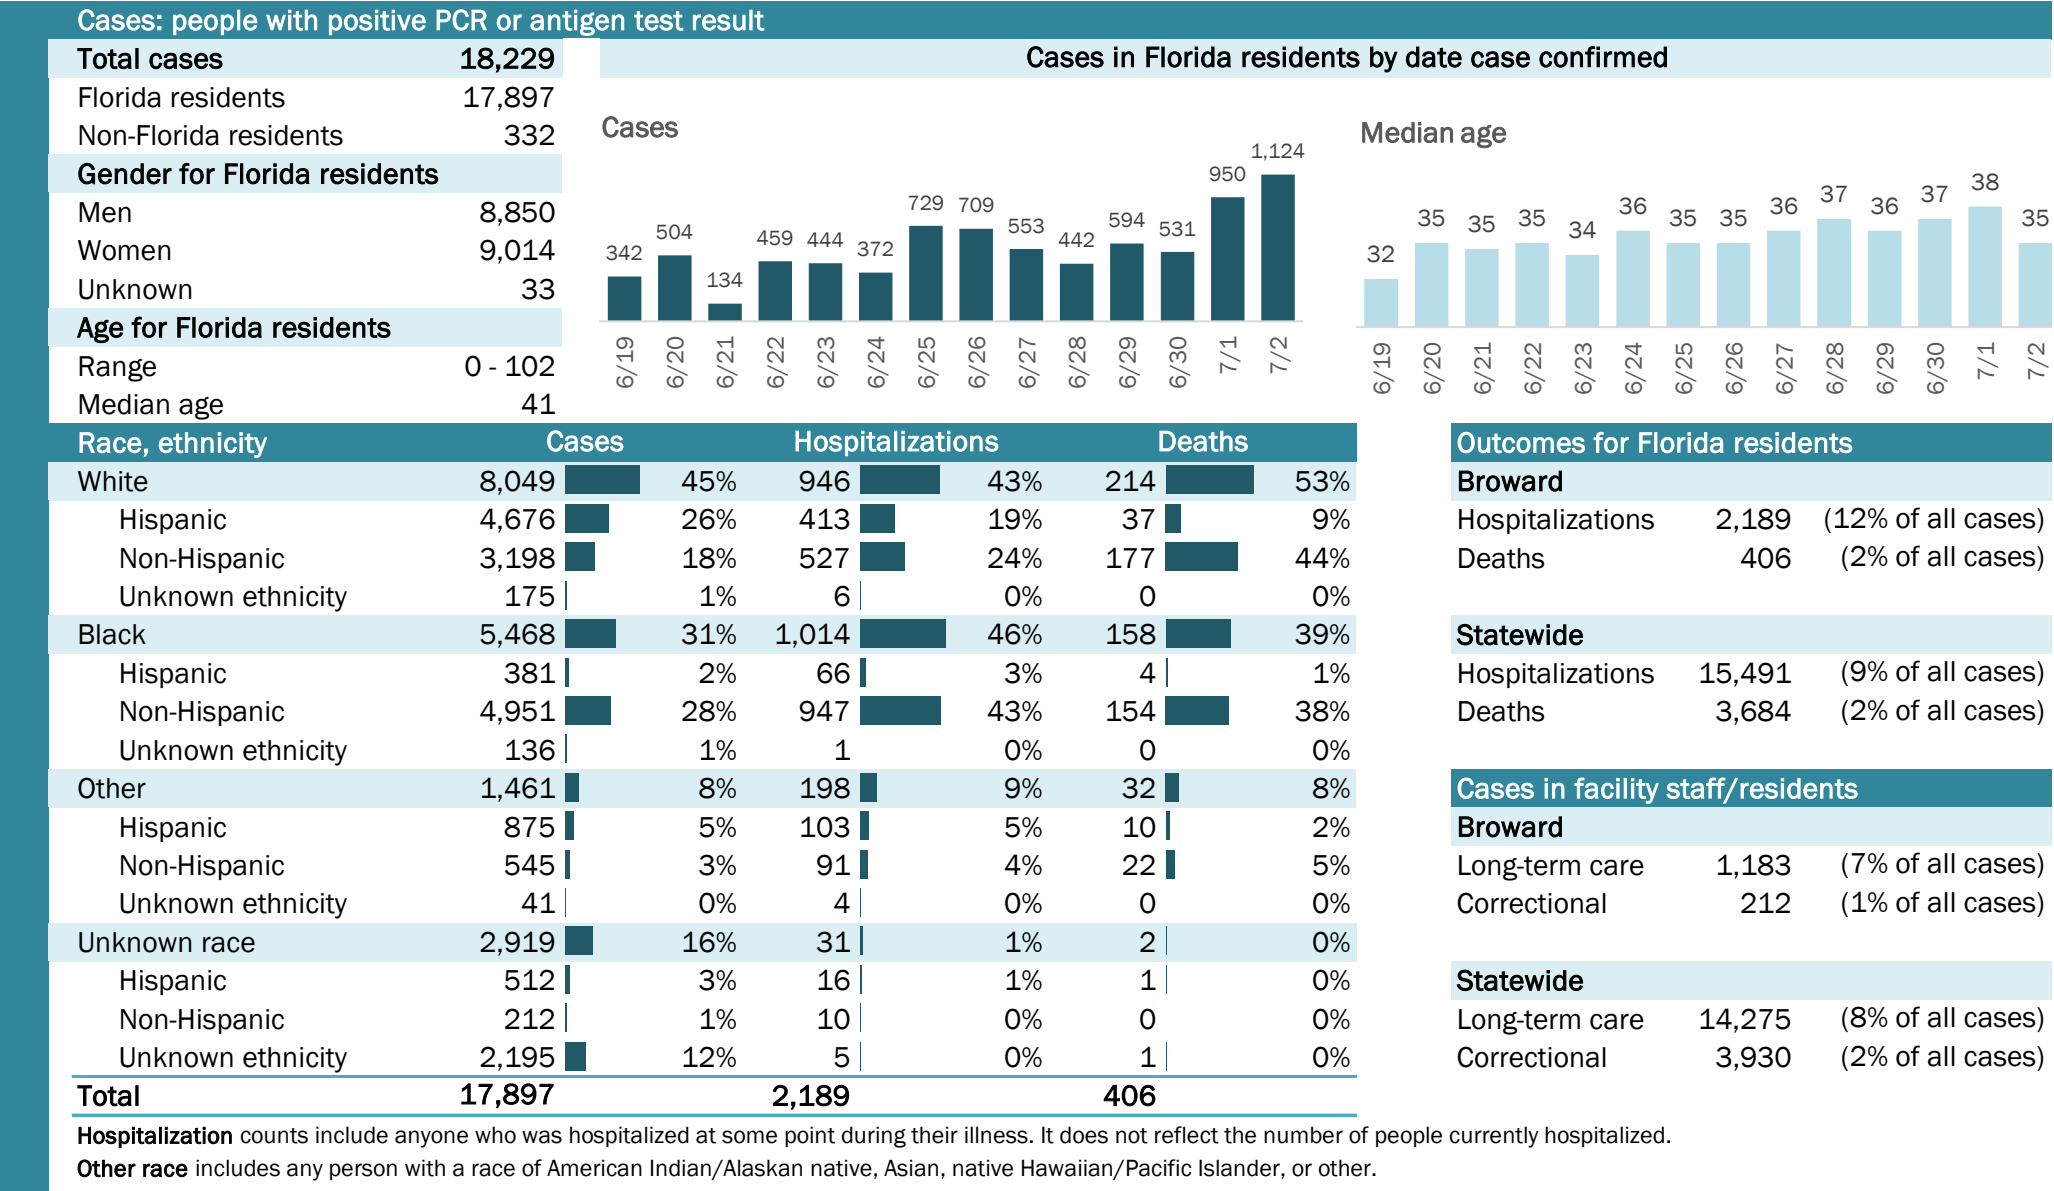 Cases: people with positive PCR or antigen test result
Total cases 18,229
Florida residents 17,897
Non-Florida residents 332
Gender for Florida residents
Men 8,850
Women 9,014
Unknown 33
Age for Florida residents
Range 0 - 102
Median age 41
Cases in Florida residents by date case confirmed
Cases
342 504 134 459 444 372 729 709 553 442 594 531 950 1,124
6/19 6/20 6/21 6/22 6/23 6/24 6/25 6/26 6/27 6/28 6/29 6/30 7/1 7/2
Median age
32 35 35 35 34 36 35 35 36 37 36 37 38 35
6/19 6/20 6/21 6/22 6/23 6/24 6/25 6/26 6/27 6/28 6/29 6/30 7/1 7/2
Race, ethnicity Cases Hospitalizations Deaths
White 8,049 45% 946 43% 214 53%
Hispanic 4,676 26% 413 19% 37 9%
Non-Hispanic 3,198 18% 527 24% 177 44%
Unknown ethnicity 175 1% 6 0% 0 0%
Black 5,468 31% 1,014 46% 158 39%
Hispanic 381 2% 66 3% 4 1%
Non-Hispanic 4,951 28% 947 43% 154 38%
Unknown ethnicity 136 1% 1 0% 0 0%
Other 1,461 8% 198 9% 32 8%
Hispanic 875 5% 103 5% 10 2%
Non-Hispanic 545 3% 91 4% 22 5%
Unknown ethnicity 41 0% 4 0% 0 0%
Unknown race 2,919 16% 31 1% 2 0%
Hispanic 512 3% 16 1% 1 0%
Non-Hispanic 212 1% 10 0% 0 0%
Unknown ethnicity 2,195 12% 5 0% 1 0%
Total 17,897 2,189 406
Outcomes for Florida residents
Broward
Hospitalizations 2,189 (12% of all cases)
Deaths 406 (2% of all cases)
Statewide
Hospitalizations 15,491 (9% of all cases)
Deaths 3,684 (2% of all cases)
Cases in facility staff/residents
Broward
Long-term care 1,183 (7% of all cases)
Correctional 212 (1% of all cases)
Statewide
Long-term care 14,275 (8% of all cases)
Correctional 3,930 (2% of all cases)
Hospitalization counts include anyone who was hospitalized at some point during their illness. It does not reflect the number of people currently hospitalized.
Other race includes any person with a race of American Indian/Alaskan native, Asian, native Hawaiian/Pacific Islander, or other.